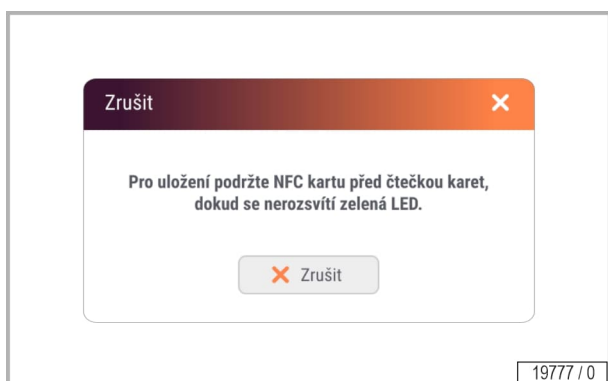 Zrušit
Pro uložení podržte NFC kartu před čtečkou karet,
dokud se nerozsvítí zelená LED.
Zrušit
19777 / 0